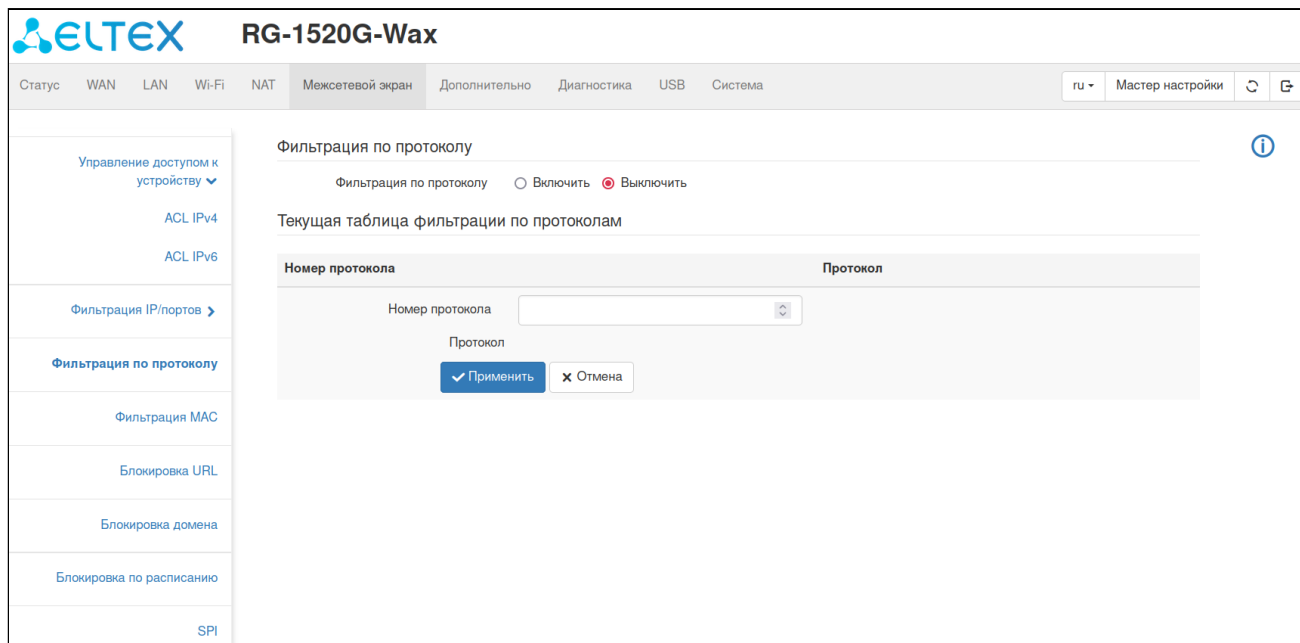 ELTEX RG-1520G-Wax
Статус WAN LAN Wi-Fi NAT Межсетевой экран Дополнительно Диагностика USB Система ru Мастер настройки
Управление доступом к
устройству
ACL IPv4
ACL IPv6
Фильтрация IP/портов
Фильтрация по протоколу
Фильтрация MAC
Блокировка URL
Блокировка домена
Блокировка по расписанию
SPI
Фильтрация по протоколу
Фильтрация по протоколу Включить Выключить
Текущая таблица фильтрации по протоколам
Номер протокола Протокол
Номер протокола
Протокол
Применить Отмена